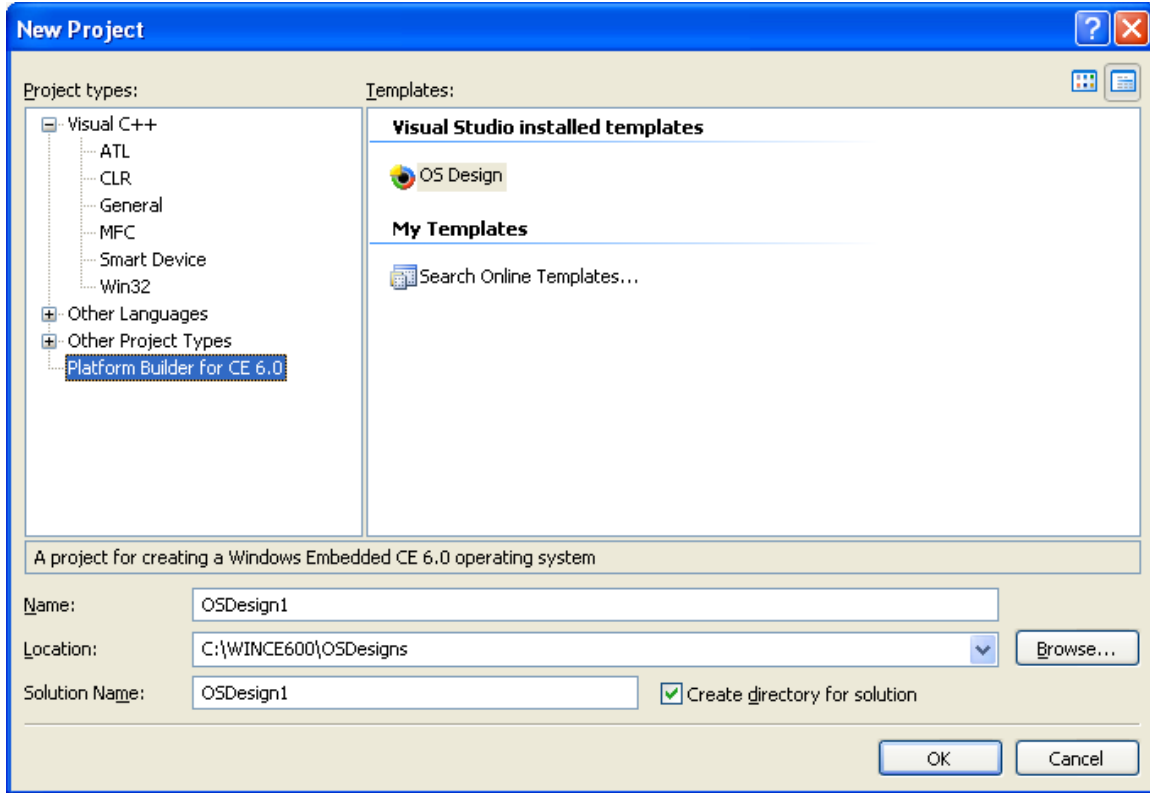 New Project
Project types:
Templates:
Visual C++
ATL
CLR
General
MFC
Smart Device
Win32
Other Languages
Other Project Types
Platform Builder for CE 6.0
Visual Studio installed templates
OS Design
My Templates
Search Online Templates...
A project for creating a Windows Embedded CE 6.0 operating system
Name:
OSDesign1
Location:
C:\WINCE600\OSDesigns
Browse...
Solution Name:
OSDesign1
Create directory for solution
OK
Cancel